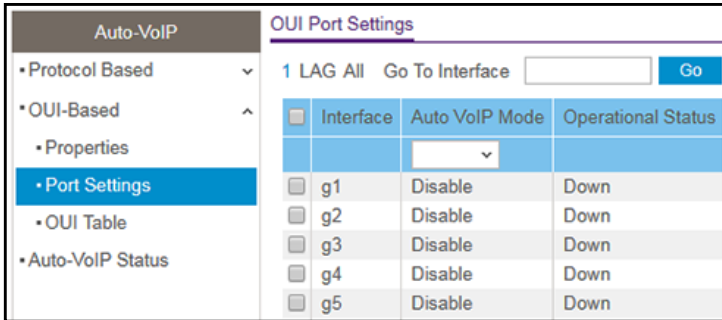 Auto-VoIP
Protocol Based
OUI-Based
Properties
Port Settings
OUI Table
Auto-VoIP Status
OUI Port Settings
1 LAG All Go To Interface Go
Interface Auto VoIP Mode Operational Status
g1 Disable Down
g2 Disable Down
g3 Disable Down
g4 Disable Down
g5 Disable Down